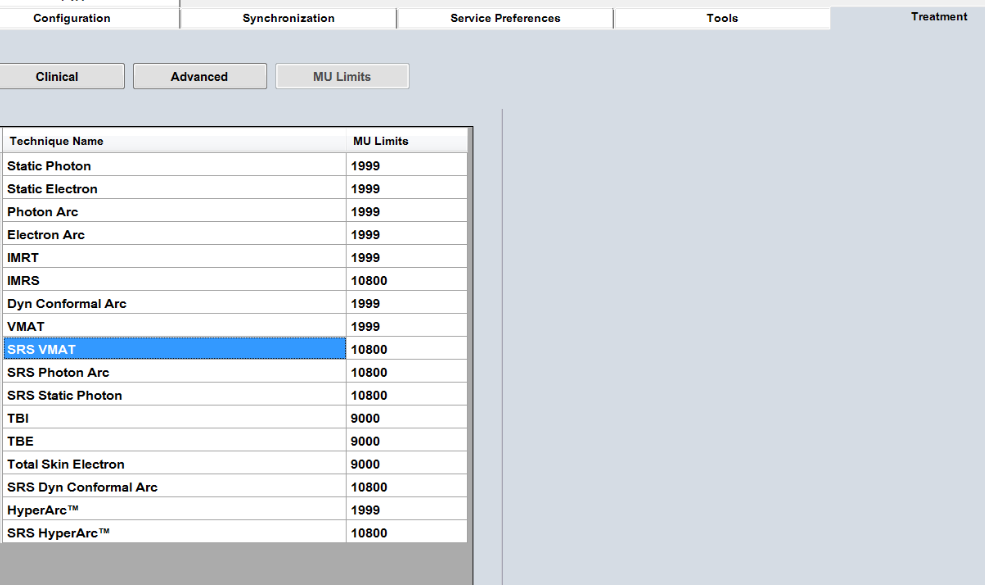 Configuration Synchronization Service Preferences Tools Treatment
Clinical Advanced MU Limits
Technique Name MU Limits
Static Photon 1999
Static Electron 1999
Photon Arc 1999
Electron Arc 1999
IMRT 1999
IMRS 10800
Dyn Conformal Arc 1999
VMAT 1999
SRS VMAT 10800
SRS Photon Arc 10800
SRS Static Photon 10800
TBI 9000
TBE 9000
Total Skin Electron 9000
SRS Dyn Conformal Arc 10800
HyperArc™ 1999
SRS HyperArc™ 10800